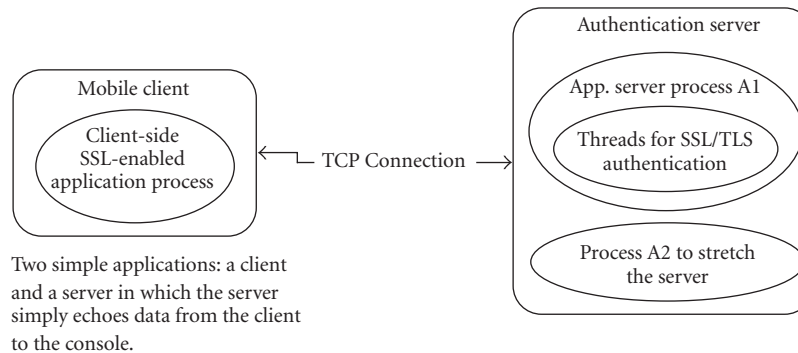 Authentication server
Mobile client
App. server process A1
Client-side
SSL-enabled
application process
TCP Connection
Threads for SSL/TLS
authentication
Process A2 to stretch
the server
Two simple applications: a client
and a server in which the server
simply echoes data from the client
to the console.